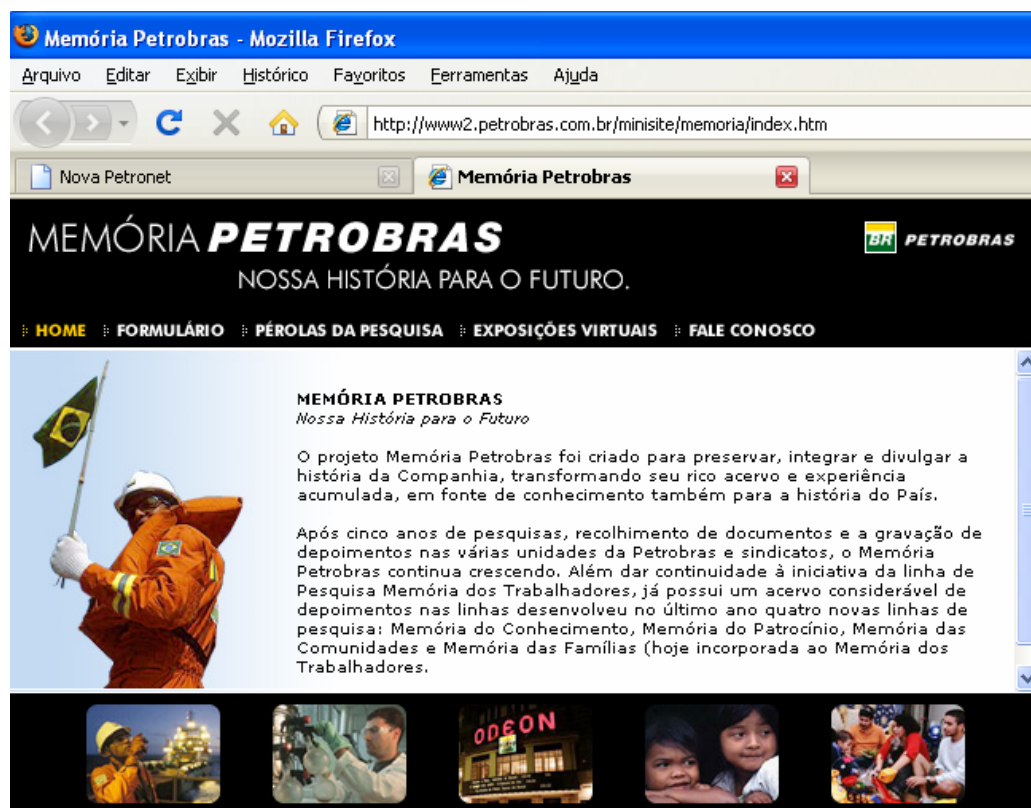 Memória Petrobras - Mozilla Firefox
Arquivo Editar Exibir Histórico Favoritos Ferramentas Ajuda
http://www2.petrobras.com.br/minisite/memoria/index.htm
Nova Petronet Memória Petrobras
MEMÓRIA PETROBRAS
BR PETROBRAS
NOSSA HISTÓRIA PARA O FUTURO.
HOME FORMULÁRIO PÉROLAS DA PESQUISA EXPOSIÇÕES VIRTUAIS FALE CONOSCO
MEMÓRIA PETROBRAS
Nossa História para o Futuro
O projeto Memória Petrobras foi criado para preservar, integrar e divulgar a
história da Companhia, transformando seu rico acervo e experiência
acumulada, em fonte de conhecimento também para a história do País.
Após cinco anos de pesquisas, recolhimento de documentos e a gravação de
depoimentos nas várias unidades da Petrobras e sindicatos, o Memória
Petrobras continua crescendo. Além dar continuidade à iniciativa da linha de
Pesquisa Memória dos Trabalhadores, já possui um acervo considerável de
depoimentos nas linhas desenvolveu no último ano quatro novas linhas de
pesquisa: Memória do Conhecimento, Memória do Patrocínio, Memória das
Comunidades e Memória das Famílias (hoje incorporada ao Memória dos
Trabalhadores.
ODEON